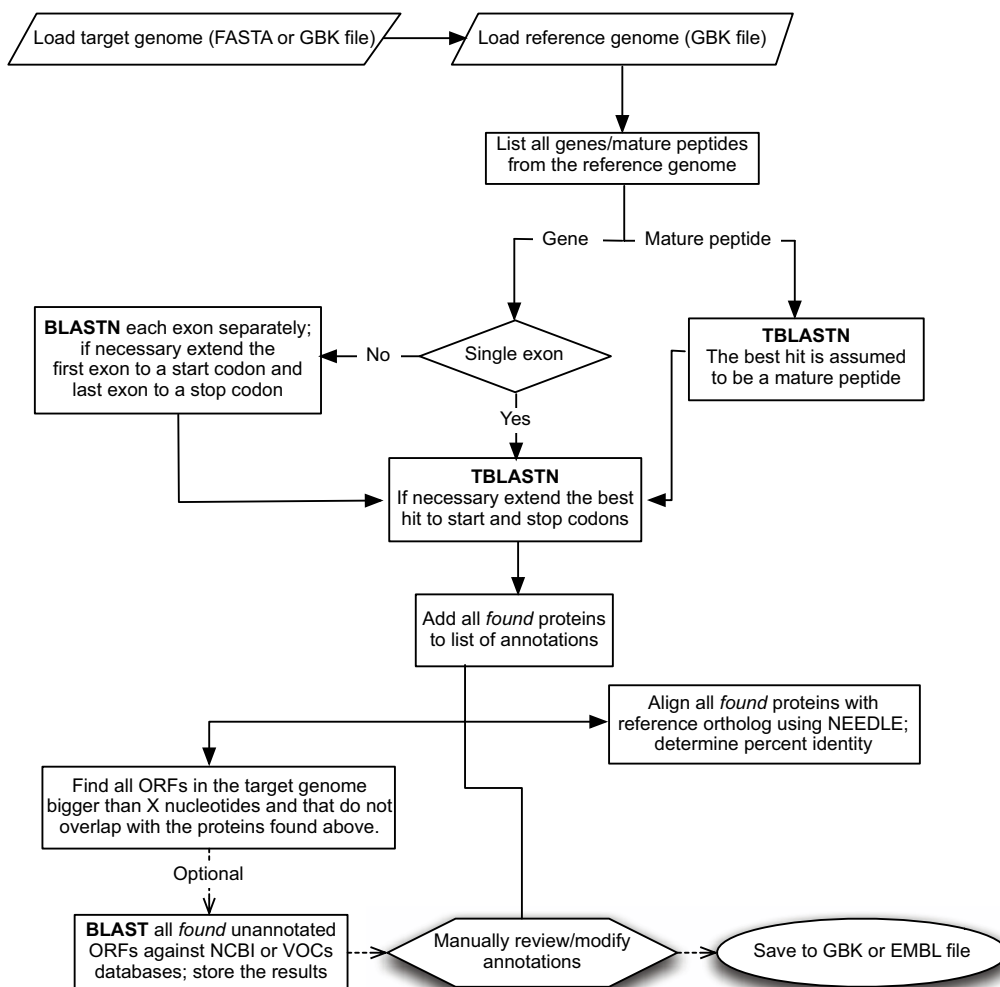 Load target genome (FASTA or GBK file)
Load reference genome (GBK file)
List all genes/mature peptides
from the reference genome
Gene
Mature peptide
BLASTN each exon separately;
if necessary extend the
first exon to a start codon and
last exon to a stop codon
No
Single exon
TBLASTN
The best hit is assumed
to be a mature peptide
Yes
TBLASTN
If necessary extend the best
hit to start and stop codons
Add all found proteins
to list of annotations
Align all found proteins with
reference ortholog using NEEDLE;
determine percent identity
Find all ORFs in the target genome
bigger than X nucleotides and that do not
overlap with the proteins found above.
Optional
BLAST all found unannotated
ORFs against NCBI or VOCs
databases; store the results
Manually review/modify
annotations
Save to GBK or EMBL file